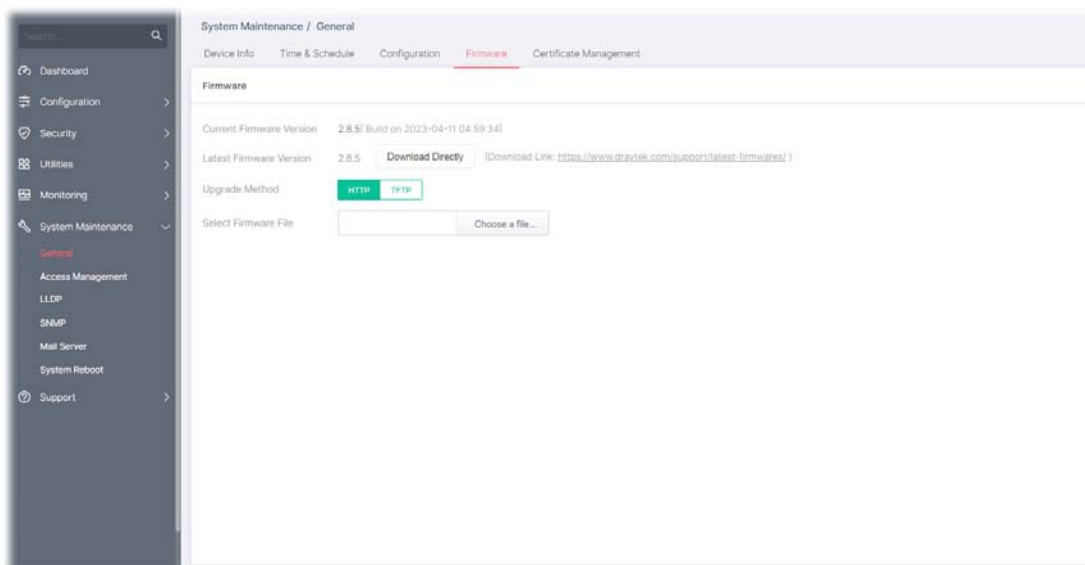 Search...
Dashboard
Configuration
Security
Utilities
Monitoring
System Maintenance
General
Access Management
LLDP
SNMP
Mail Server
System Reboot
Support
System Maintenance / General
Device Info Time & Schedule Configuration Firmware Certificate Management
Firmware
Current Firmware Version 2.8.5( Build on 2023-04-11 04:59:34)
Latest Firmware Version 2.8.5 Download Directly (Download Link: https://www.draytek.com/support/latest-firmwares/ )
Upgrade Method HTTP TFTP
Select Firmware File Choose a file...